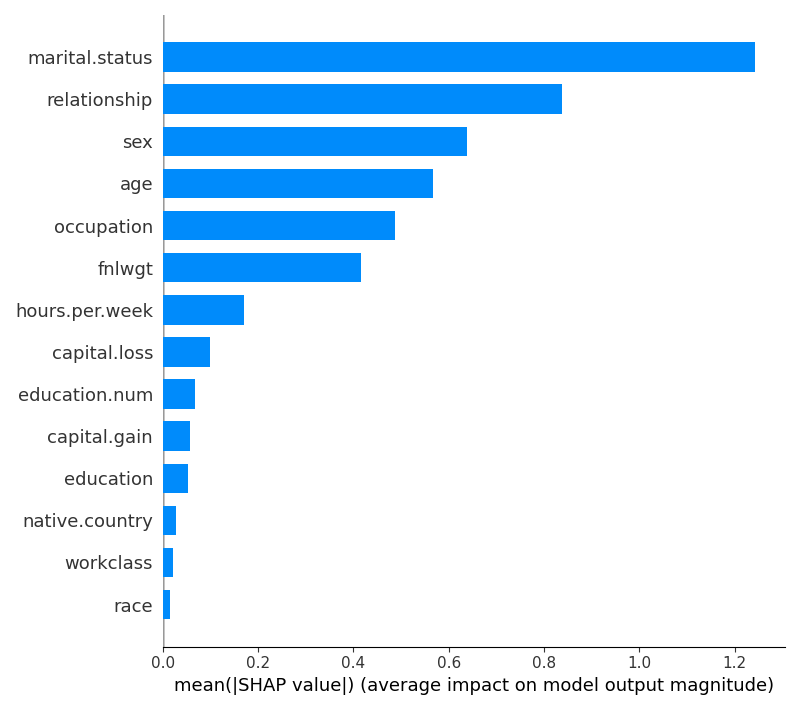 marital.status
relationship
sex
age
occupation
fnlwgt
hours.per.week
capital.loss
education.num
capital.gain
education
native.country
workclass
race
0.0 0.2 0.4 0.6 0.8 1.0 1.2
mean(|SHAP value|) (average impact on model output magnitude)